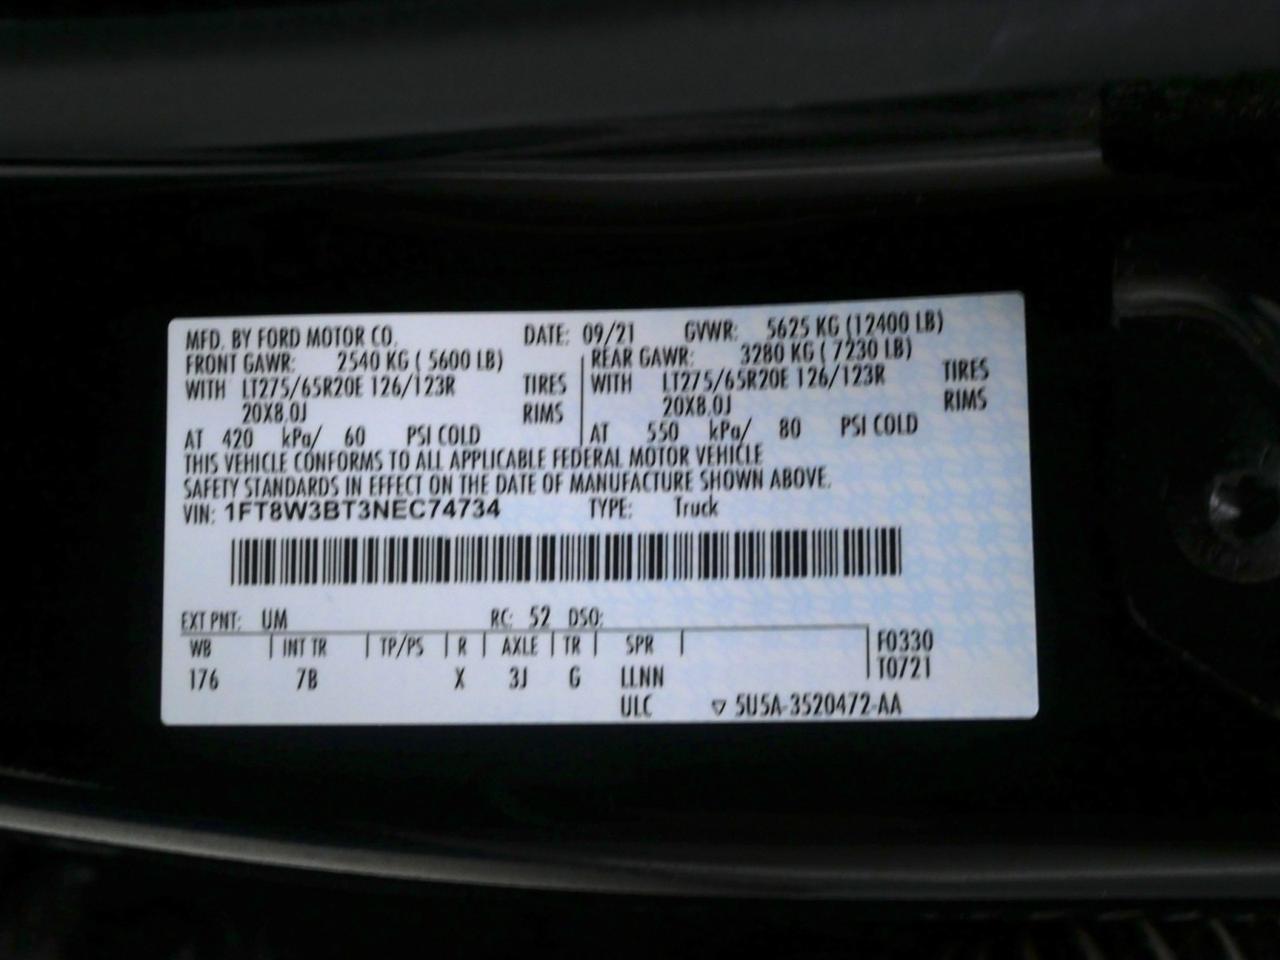 MFD. BY FORD MOTOR CO. DATE: 09/21 GVWR: 5625 KG (12400 LB)
FRONT GAWR: 2540 KG ( 5600 LB) REAR GAWR: 3280 KG ( 7230 LB)
WITH LT275/65R20E 126/123R TIRES WITH LT275/65R20E 126/123R TIRES
20X8.0J RIMS 20X8.0J RIMS
AT 420 kPa/ 60 PSI COLD AT 550 kPa/ 80 PSI COLD
THIS VEHICLE CONFORMS TO ALL APPLICABLE FEDERAL MOTOR VEHICLE
SAFETY STANDARDS IN EFFECT ON THE DATE OF MANUFACTURE SHOWN ABOVE.
VIN: 1FT8W3BT3NEC74734 TYPE: Truck
EXT PNT: UM RC: 52 DSO:
WB INT TR TP/PS R AXLE TR SPR F0330
176 7B X 3J G LLNN T0721
ULC ▽ 5U5A-3520472-AA